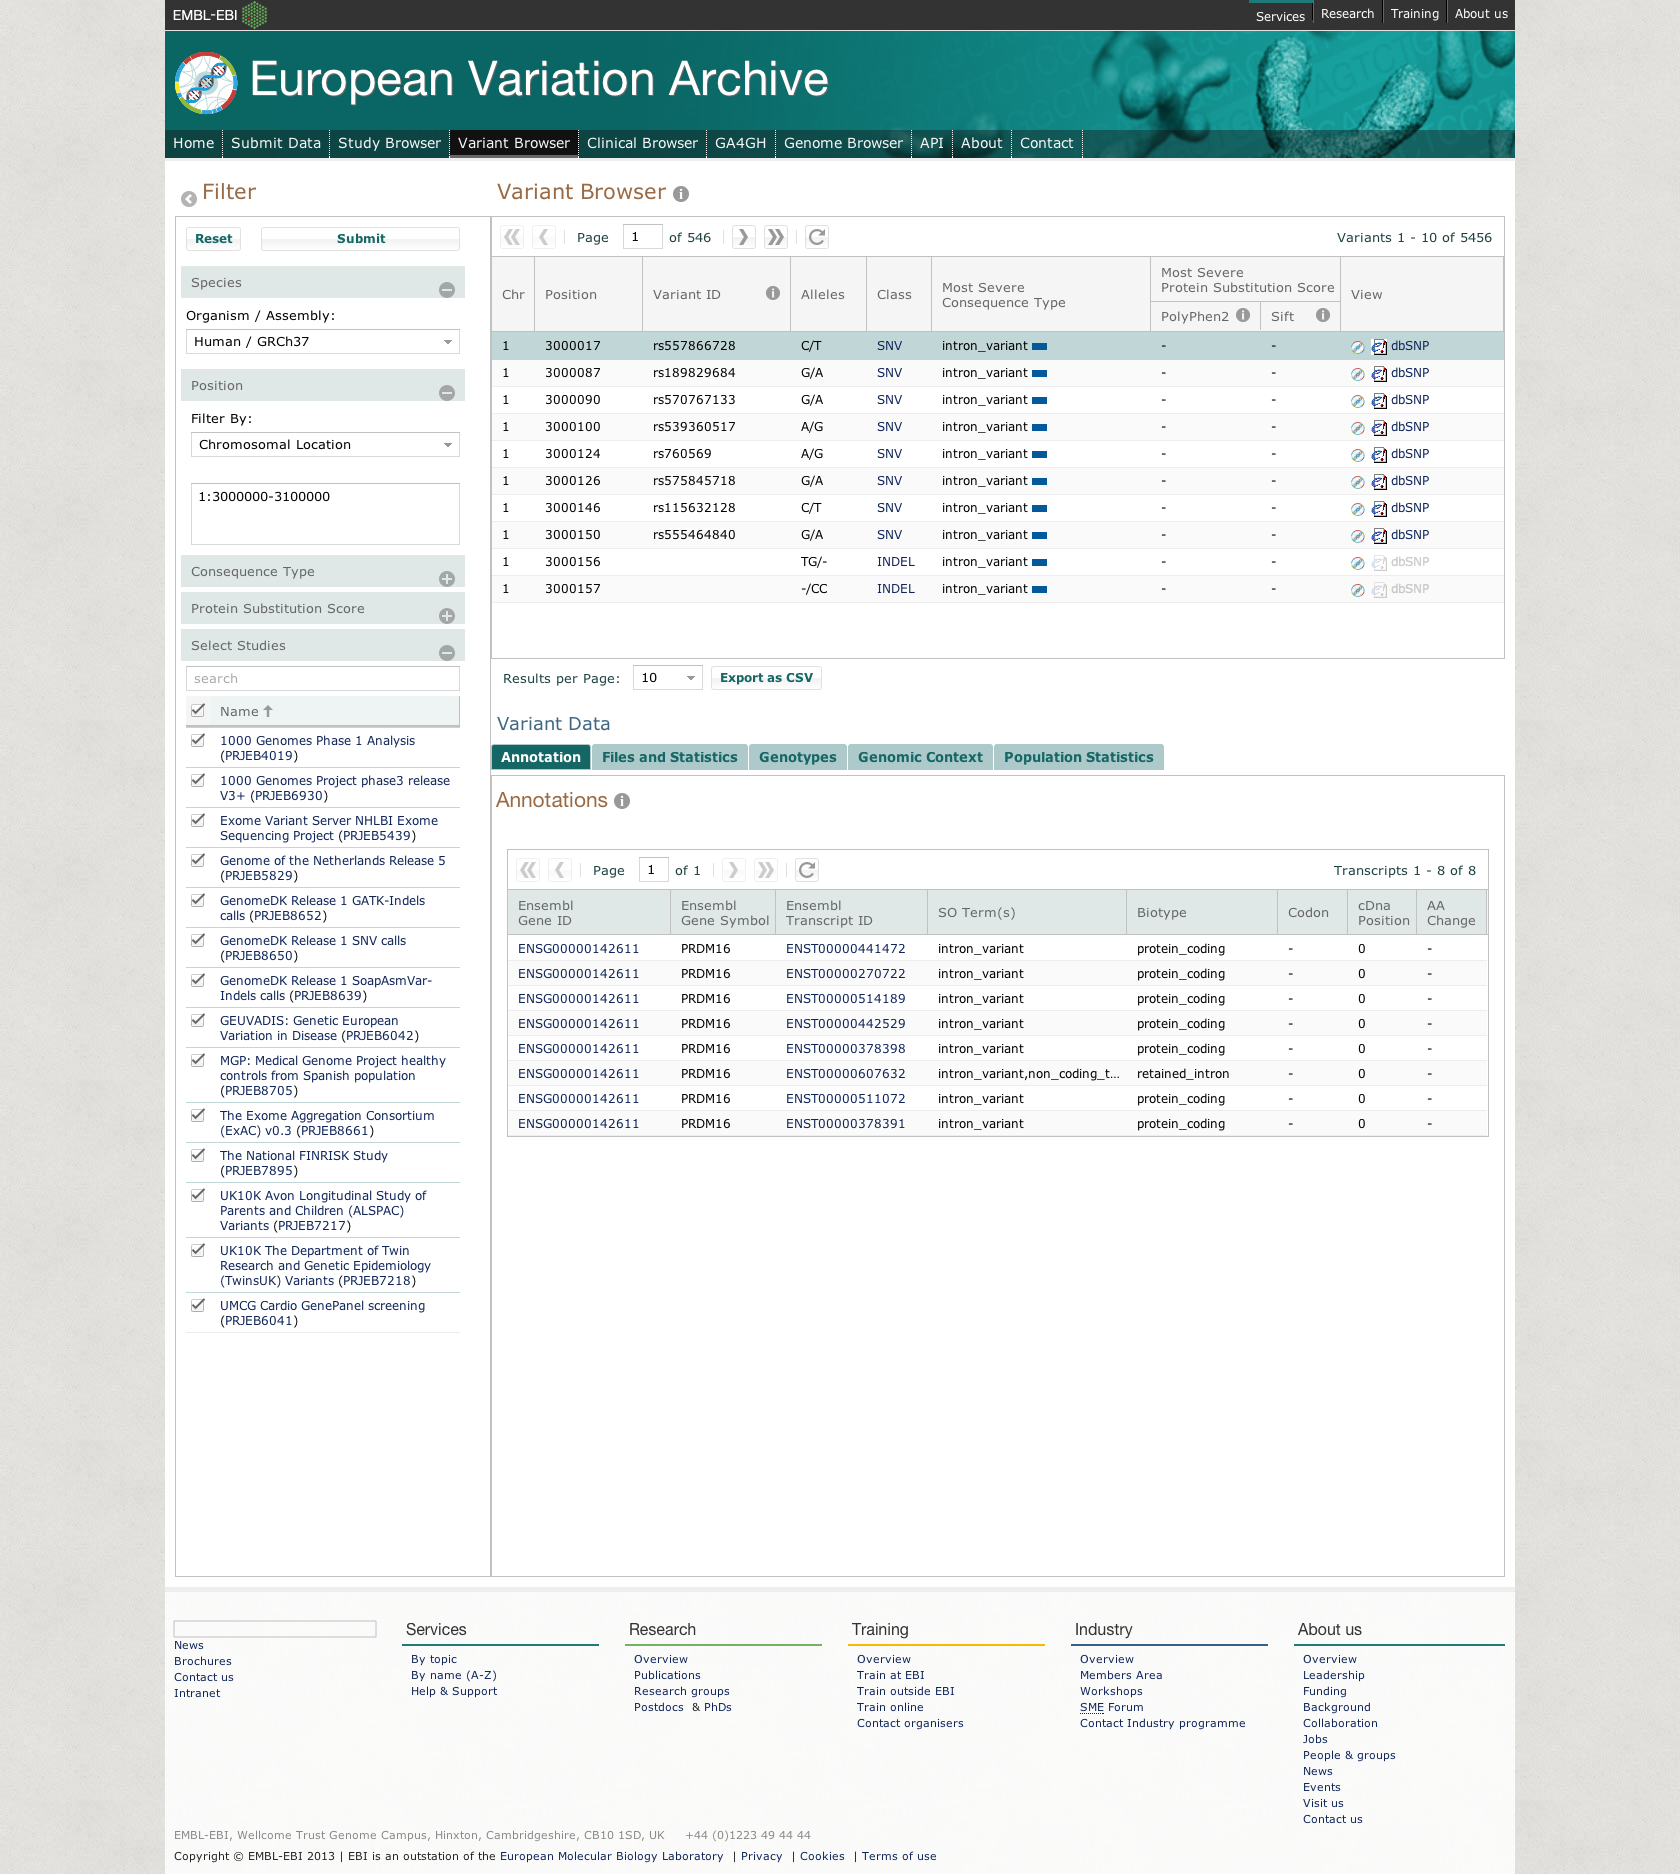 EMBL-EBI
Services Research Training About us
European Variation Archive
Home Submit Data Study Browser Variant Browser Clinical Browser GA4GH Genome Browser API About Contact
Filter
Reset Submit
Species
Organism / Assembly:
Human / GRCh37
Position
Filter By:
Chromosomal Location
1:3000000-3100000
Consequence Type
Protein Substitution Score
Select Studies
search
Name
1000 Genomes Phase 1 Analysis
(PRJEB4019)
1000 Genomes Project phase3 release
V3+ (PRJEB6930)
Exome Variant Server NHLBI Exome
Sequencing Project (PRJEB5439)
Genome of the Netherlands Release 5
(PRJEB5829)
GenomeDK Release 1 GATK-Indels
calls (PRJEB8652)
GenomeDK Release 1 SNV calls
(PRJEB8650)
GenomeDK Release 1 SoapAsmVar-
Indels calls (PRJEB8639)
GEUVADIS: Genetic European
Variation in Disease (PRJEB6042)
MGP: Medical Genome Project healthy
controls from Spanish population
(PRJEB8705)
The Exome Aggregation Consortium
(ExAC) v0.3 (PRJEB8661)
The National FINRISK Study
(PRJEB7895)
UK10K Avon Longitudinal Study of
Parents and Children (ALSPAC)
Variants (PRJEB7217)
UK10K The Department of Twin
Research and Genetic Epidemiology
(TwinsUK) Variants (PRJEB7218)
UMCG Cardio GenePanel screening
(PRJEB6041)
Variant Browser
Page 1 of 546 Variants 1 - 10 of 5456
Chr Position Variant ID Alleles Class Most Severe
Consequence Type Most Severe
Protein Substitution Score View
PolyPhen2 Sift
1 3000017 rs557866728 C/T SNV intron_variant - - dbSNP
1 3000087 rs189829684 G/A SNV intron_variant - - dbSNP
1 3000090 rs570767133 G/A SNV intron_variant - - dbSNP
1 3000100 rs539360517 A/G SNV intron_variant - - dbSNP
1 3000124 rs760569 A/G SNV intron_variant - - dbSNP
1 3000126 rs575845718 G/A SNV intron_variant - - dbSNP
1 3000146 rs115632128 C/T SNV intron_variant - - dbSNP
1 3000150 rs555464840 G/A SNV intron_variant - - dbSNP
1 3000156 TG/- INDEL intron_variant - - dbSNP
1 3000157 -/CC INDEL intron_variant - - dbSNP
Results per Page: 10 Export as CSV
Variant Data
Annotation Files and Statistics Genotypes Genomic Context Population Statistics
Annotations
Page 1 of 1 Transcripts 1 - 8 of 8
Ensembl
Gene ID Ensembl
Gene Symbol Ensembl
Transcript ID SO Term(s) Biotype Codon cDna
Position AA
Change
ENSG00000142611 PRDM16 ENST00000441472 intron_variant protein_coding - 0 -
ENSG00000142611 PRDM16 ENST00000270722 intron_variant protein_coding - 0 -
ENSG00000142611 PRDM16 ENST00000514189 intron_variant protein_coding - 0 -
ENSG00000142611 PRDM16 ENST00000442529 intron_variant protein_coding - 0 -
ENSG00000142611 PRDM16 ENST00000378398 intron_variant protein_coding - 0 -
ENSG00000142611 PRDM16 ENST00000607632 intron_variant,non_coding_t... retained_intron - 0 -
ENSG00000142611 PRDM16 ENST00000511072 intron_variant protein_coding - 0 -
ENSG00000142611 PRDM16 ENST00000378391 intron_variant protein_coding - 0 -
News
Brochures
Contact us
Intranet
Services
By topic
By name (A-Z)
Help & Support
Research
Overview
Publications
Research groups
Postdocs & PhDs
Training
Overview
Train at EBI
Train outside EBI
Train online
Contact organisers
Industry
Overview
Members Area
Workshops
SME Forum
Contact Industry programme
About us
Overview
Leadership
Funding
Background
Collaboration
Jobs
People & groups
News
Events
Visit us
Contact us
EMBL-EBI, Wellcome Trust Genome Campus, Hinxton, Cambridgeshire, CB10 1SD, UK +44 (0)1223 49 44 44
Copyright © EMBL-EBI 2013 | EBI is an outstation of the European Molecular Biology Laboratory | Privacy | Cookies | Terms of use